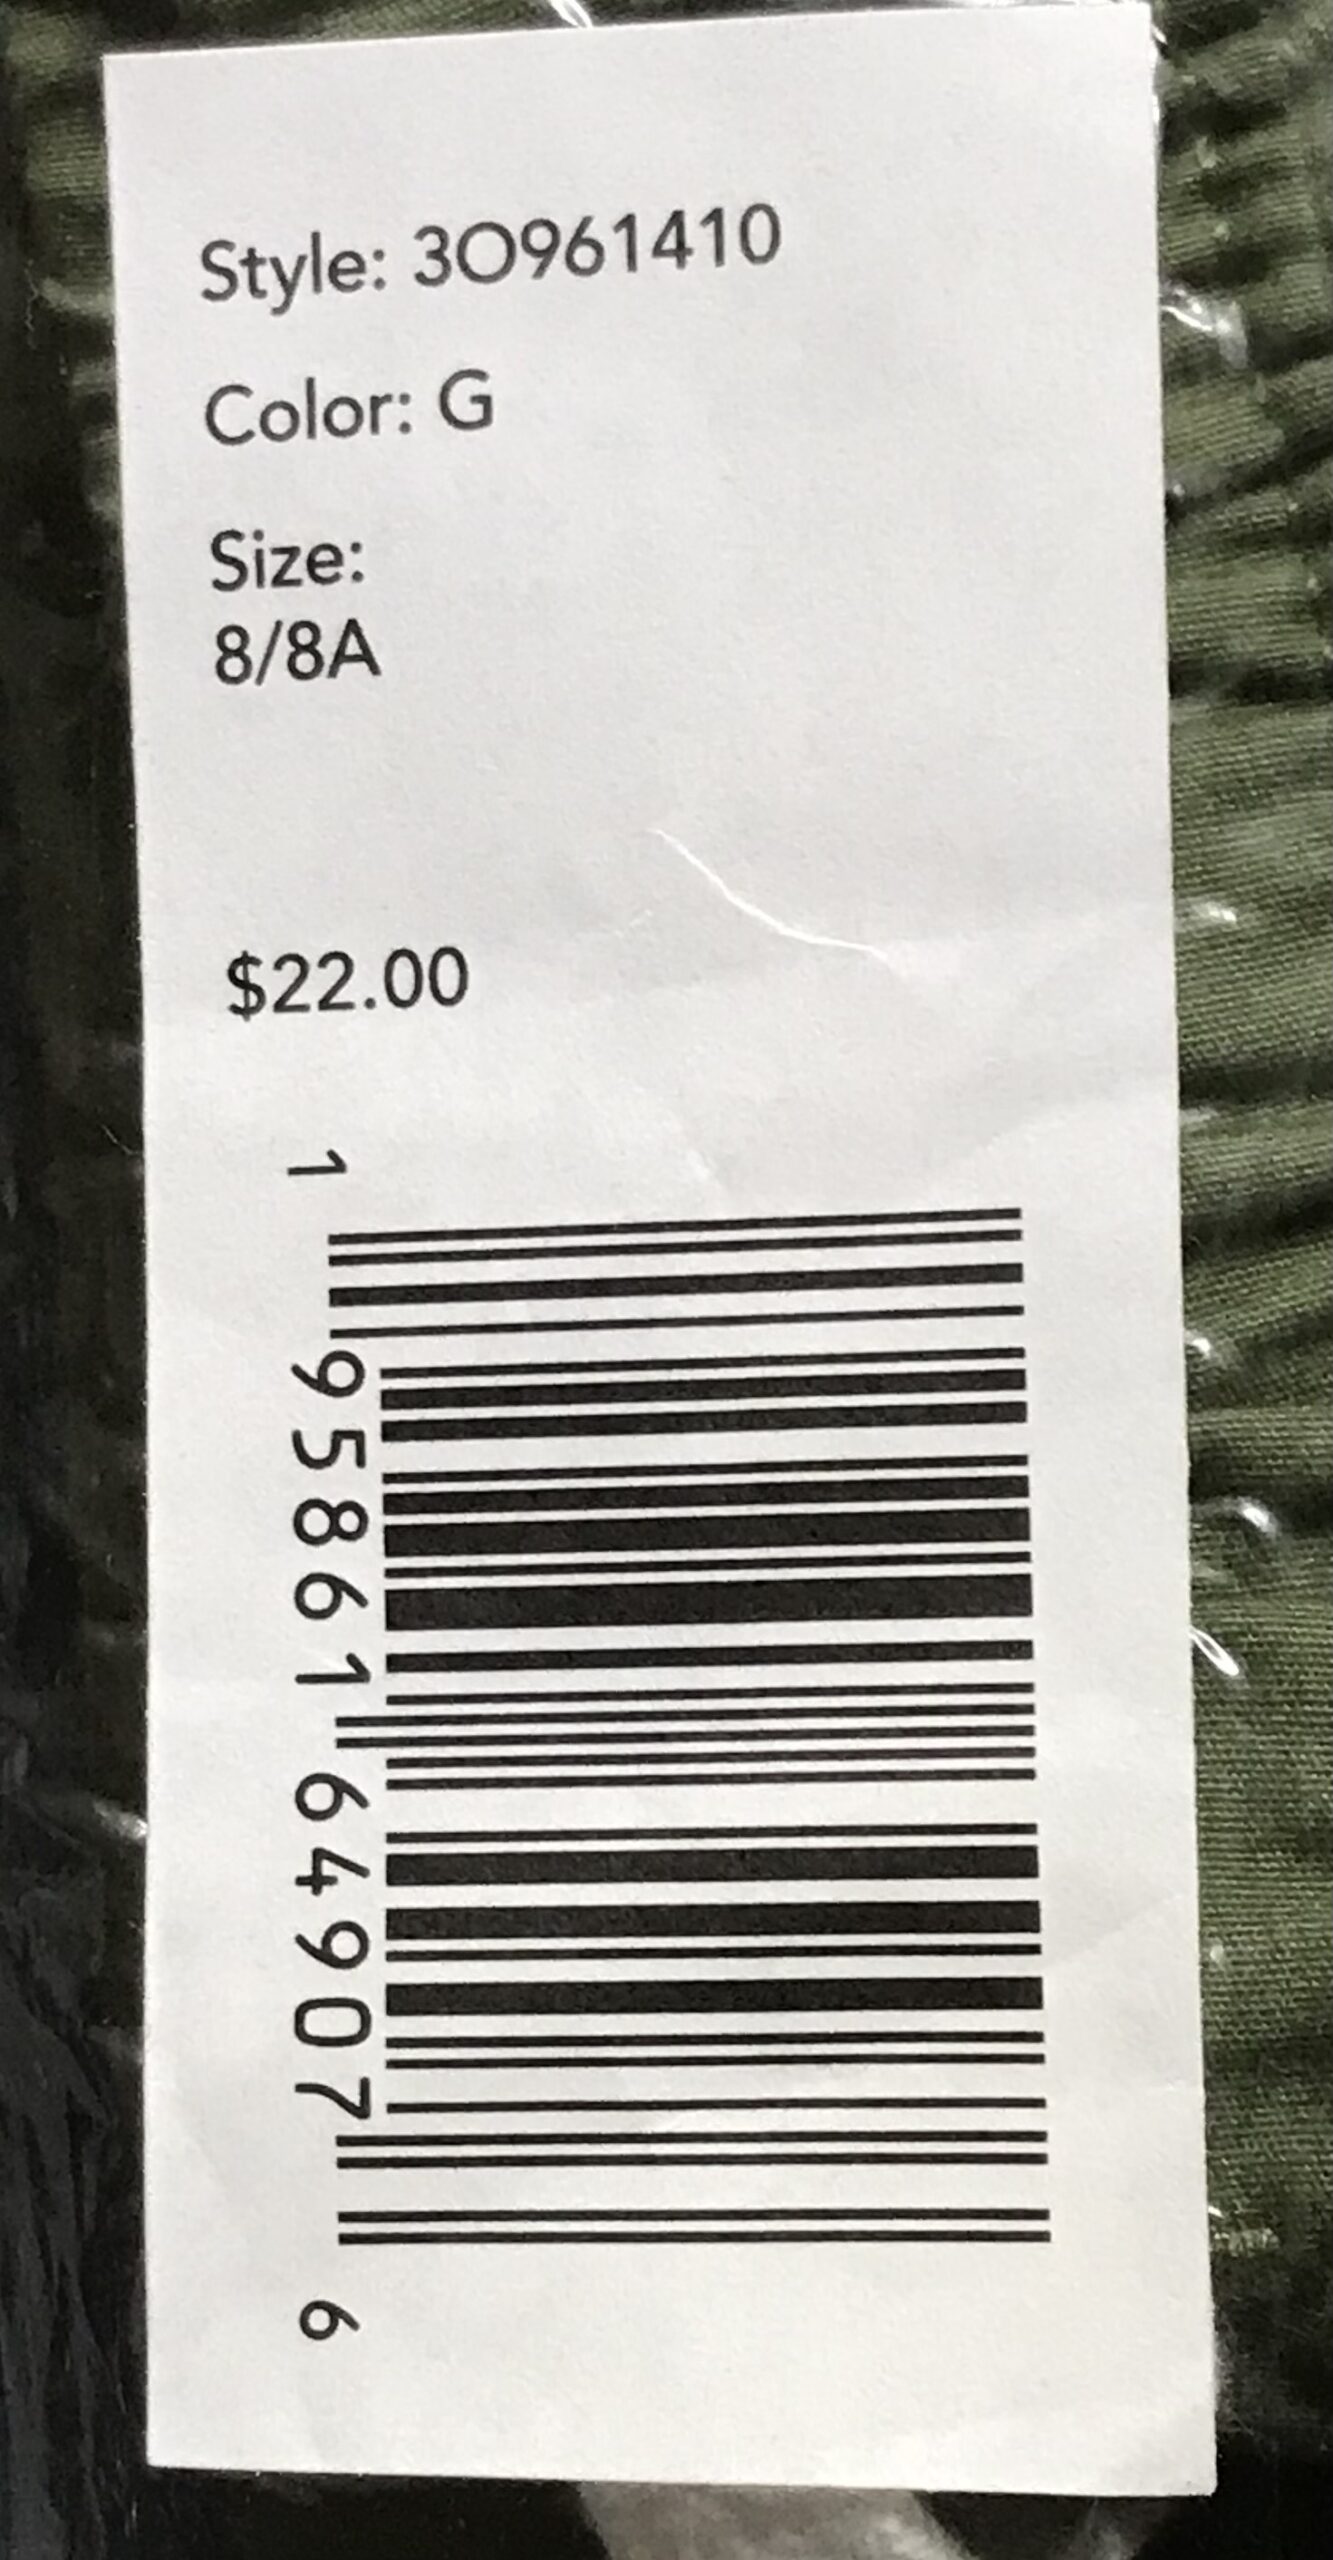 Style: 3O961410
Color: G
Size:
8/8A
$22.00
1 95861 64907 6